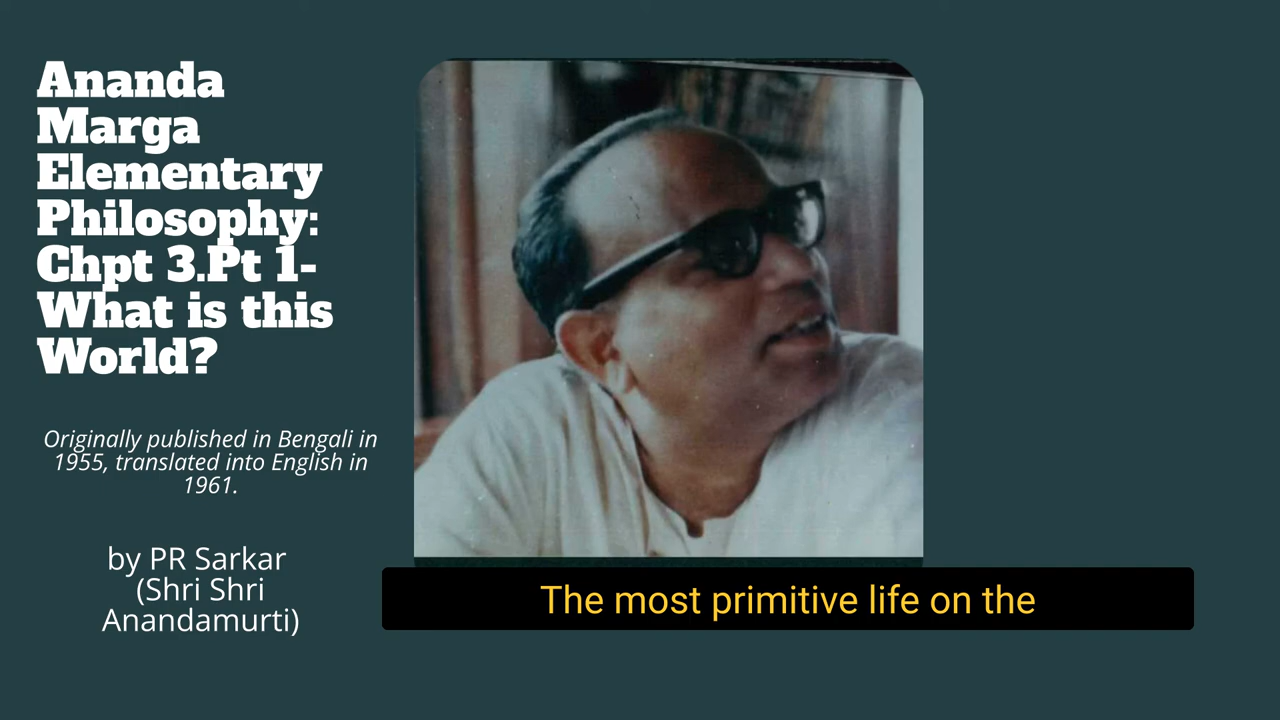 Ananda
Marga
Elementary
Philosophy:
Chpt 3.Pt 1-
What is this
World?
Originally published in Bengali in
1955, translated into English in
1961.
by PR Sarkar
(Shri Shri
Anandamurti)
The most primitive life on the